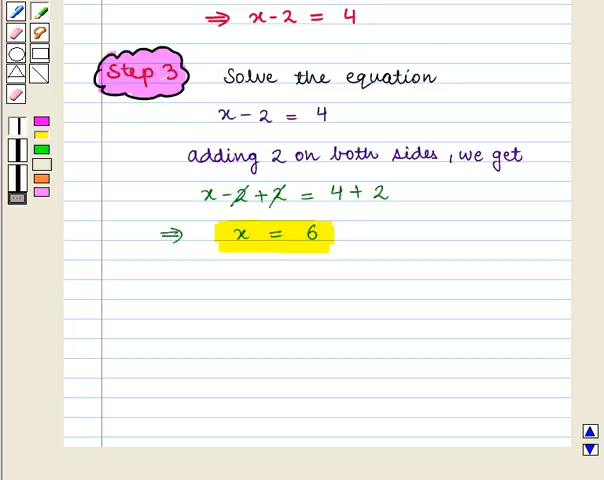 ⇒ x - 2 = 4
Step 3
Solve the equation
x - 2 = 4
adding 2 on both sides, we get
x - 2 + 2 = 4 + 2
⇒ x = 6